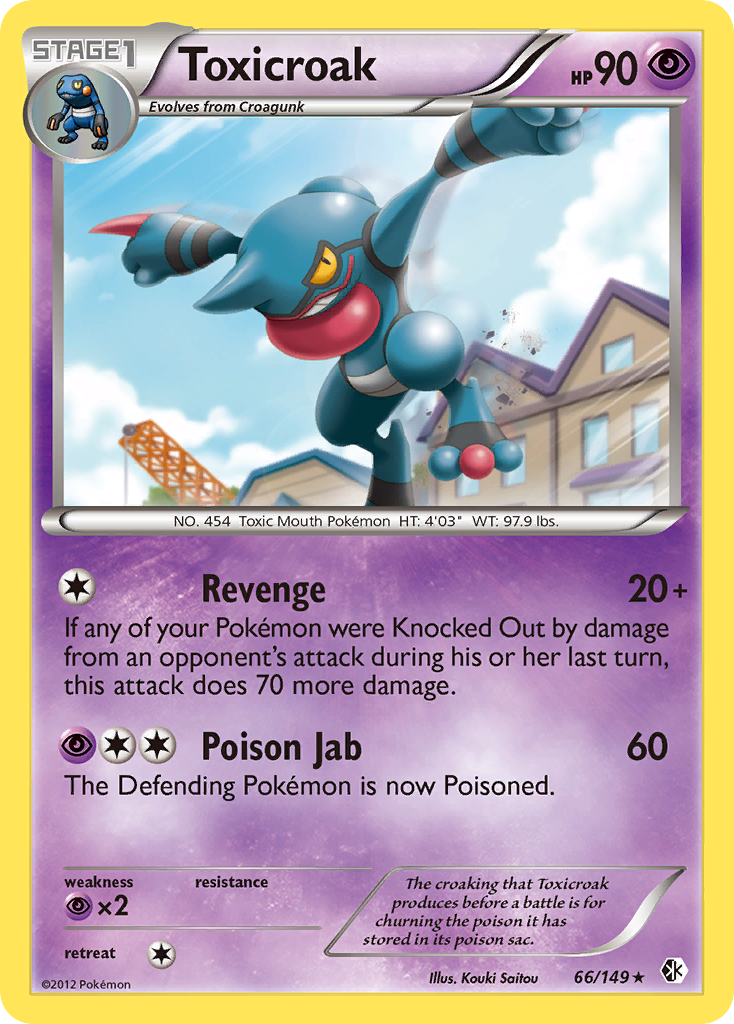 STAGE1
Toxicroak
HP 90
Evolves from Croagunk
NO. 454 Toxic Mouth Pokémon HT: 4'03" WT: 97.9 lbs.
Revenge 20+
If any of your Pokémon were Knocked Out by damage
from an opponent's attack during his or her last turn,
this attack does 70 more damage.
Poison Jab 60
The Defending Pokémon is now Poisoned.
weakness resistance
×2
retreat
The croaking that Toxicroak
produces before a battle is for
churning the poison it has
stored in its poison sac.
©2012 Pokémon
Illus. Kouki Saitou
66/149 ★